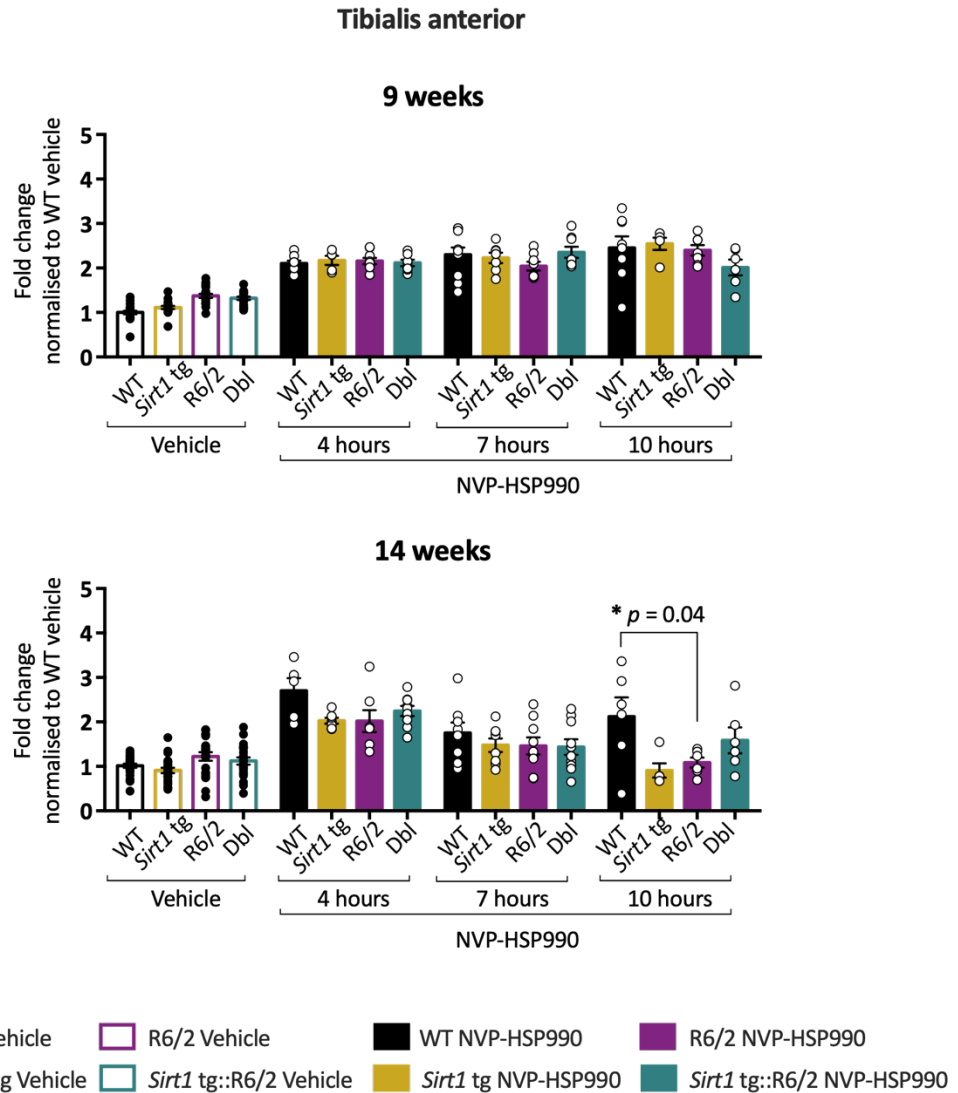 Tibialis anterior
9 weeks
Fold change
normalised to WT vehicle
5
4
3
2
1
0
WT Sirt1 tg R6/2 Dbl WT Sirt1 tg R6/2 Dbl WT Sirt1 tg R6/2 Dbl WT Sirt1 tg R6/2 Dbl
Vehicle 4 hours 7 hours 10 hours
NVP-HSP990
14 weeks
Fold change
normalised to WT vehicle
5
4
3
2
1
0
* p = 0.04
WT Sirt1 tg R6/2 Dbl WT Sirt1 tg R6/2 Dbl WT Sirt1 tg R6/2 Dbl WT Sirt1 tg R6/2 Dbl
Vehicle 4 hours 7 hours 10 hours
NVP-HSP990
ehicle R6/2 Vehicle WT NVP-HSP990 R6/2 NVP-HSP990
g Vehicle Sirt1 tg::R6/2 Vehicle Sirt1 tg NVP-HSP990 Sirt1 tg::R6/2 NVP-HSP990